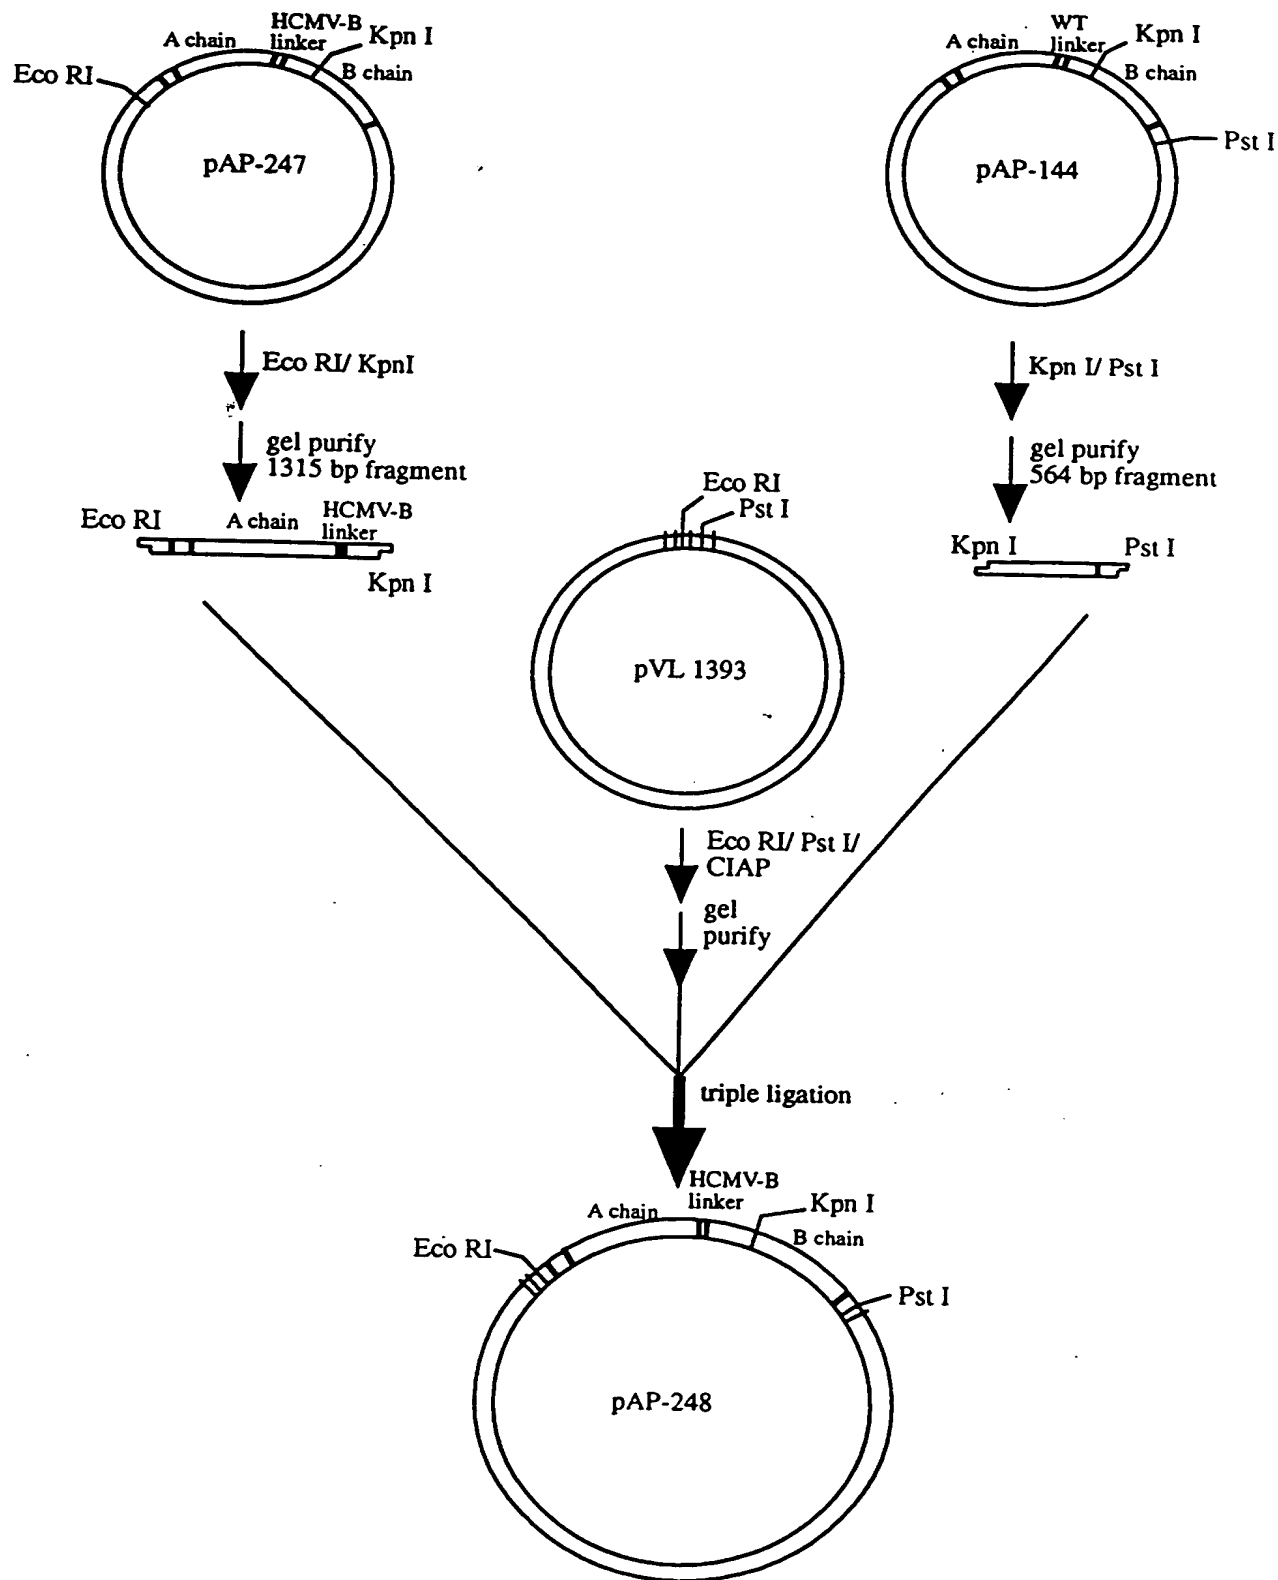 HCMV-B
linker
A chain
Kpn I
Eco RI
B chain
pAP-247
WT
linker
A chain
Kpn I
B chain
Pst I
pAP-144
Eco RI/ KpnI
gel purify
1315 bp fragment
Eco RI
A chain
HCMV-B
linker
Kpn I
Kpn I/ Pst I
gel purify
564 bp fragment
Kpn I
Pst I
Eco RI
Pst I
pVL 1393
Eco RI/ Pst I/
CIAP
gel
purify
triple ligation
HCMV-B
linker
A chain
Kpn I
B chain
Eco RI
Pst I
pAP-248